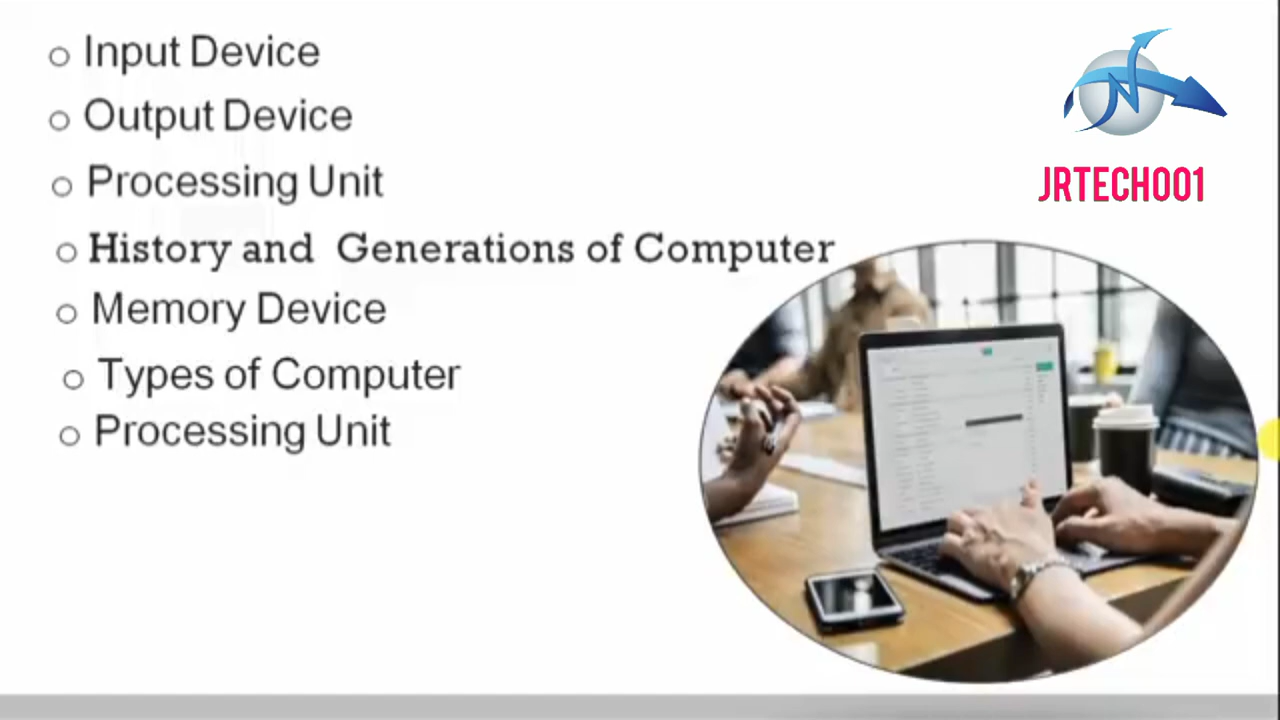 Input Device
Output Device
Processing Unit
History and Generations of Computer
Memory Device
Types of Computer
Processing Unit
JRTECH001